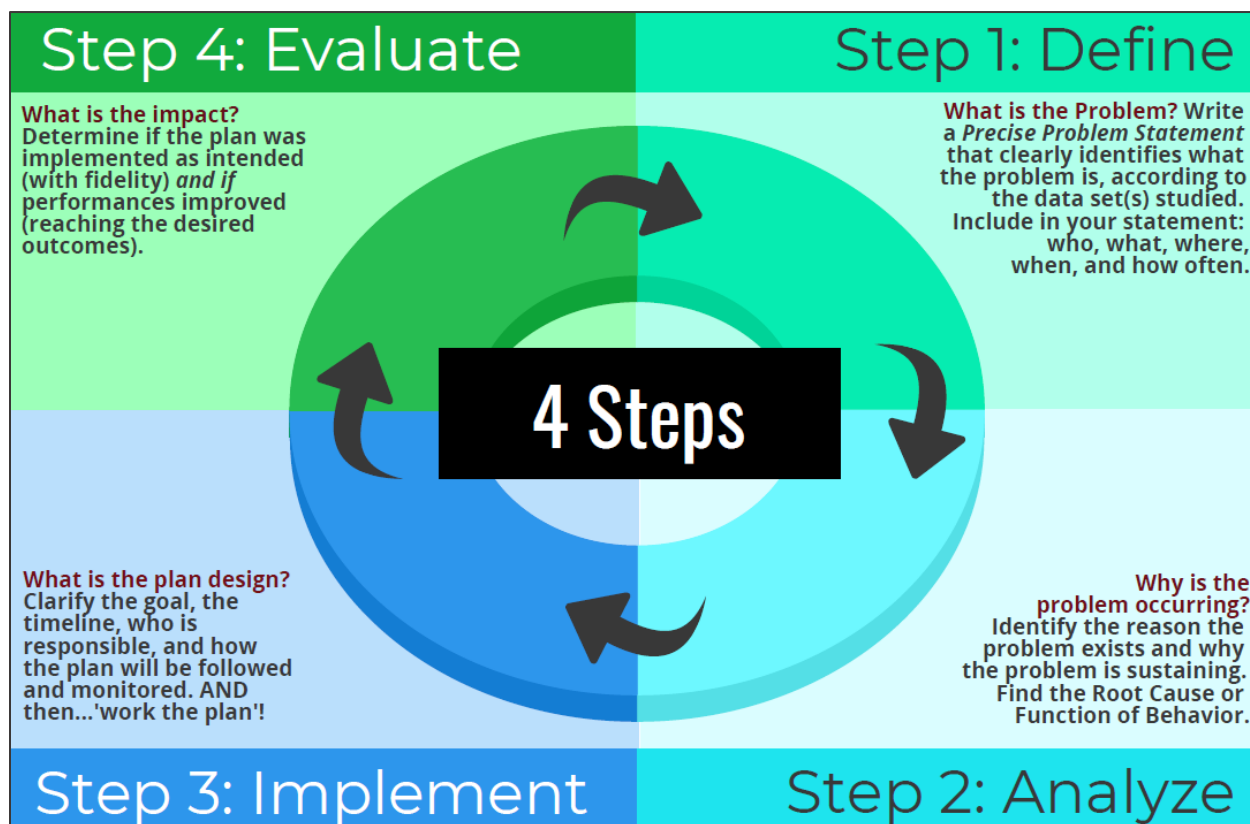 Step 4: Evaluate
What is the impact?
Determine if the plan was
implemented as intended
(with fidelity) and if
performances improved
(reaching the desired
outcomes).
Step 1: Define
What is the Problem? Write
a Precise Problem Statement
that clearly identifies what
the problem is, according to
the data set(s) studied.
Include in your statement:
who, what, where,
when, and how often.
4 Steps
What is the plan design?
Clarify the goal, the
timeline, who is
responsible, and how
the plan will be followed
and monitored. AND
then...'work the plan'!
Step 3: Implement
Why is the
problem occurring?
Identify the reason the
problem exists and why
the problem is sustaining.
Find the Root Cause or
Function of Behavior.
Step 2: Analyze